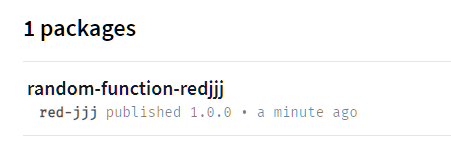 1 packages
random-function-redjjj
red-jjj published 1.0.0 • a minute ago